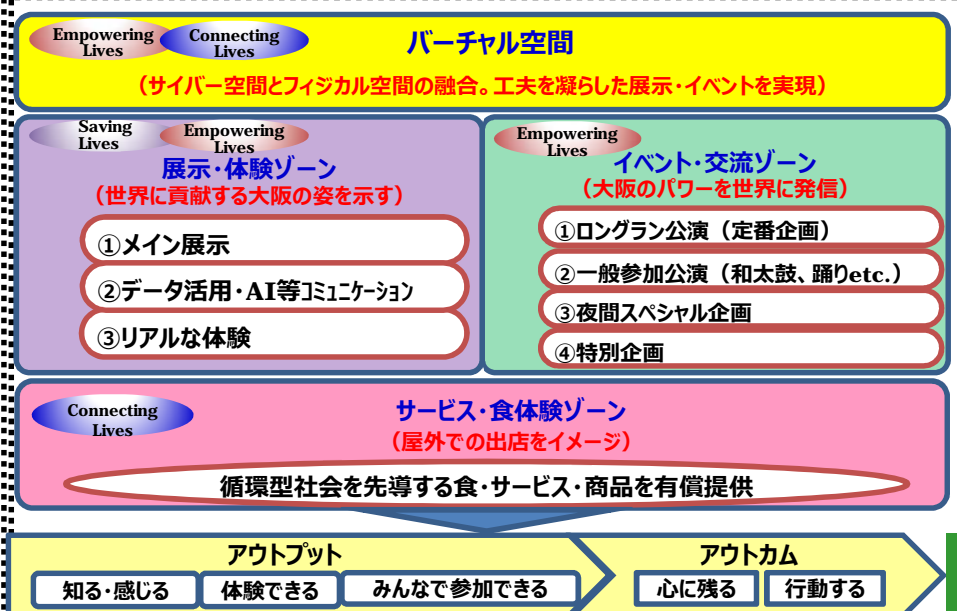 Empowering
Lives
Connecting
Lives
バーチャル空間
（サイバー空間とフィジカル空間の融合。工夫を凝らした展示・イベントを実現）
Saving
Lives
Empowering
Lives
展示・体験ゾーン
（世界に貢献する大阪の姿を示す）
①メイン展示
②データ活用・AI等コミュニケーション
③リアルな体験
Empowering
Lives
イベント・交流ゾーン
（大阪のパワーを世界に発信）
①ロングラン公演（定番企画）
②一般参加公演（和太鼓、踊りetc.）
③夜間スペシャル企画
④特別企画
Connecting
Lives
サービス・食体験ゾーン
（屋外での出店をイメージ）
循環型社会を先導する食・サービス・商品を有償提供
アウトプット
知る・感じる
体験できる
みんなで参加できる
アウトカム
心に残る
行動する